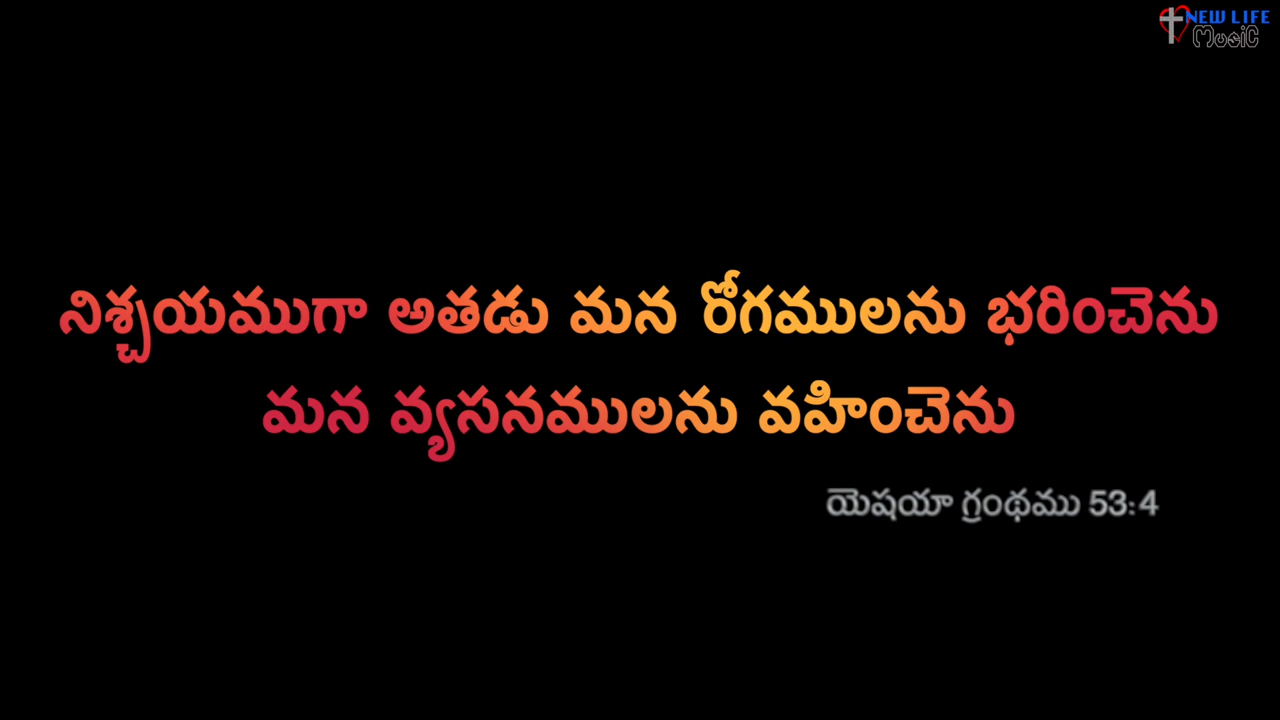 NEW LIFE
MusiC
నిశ్చయముగా అతడు మన రోగములను భరించెను
మన వ్యసనములను వహించెను
యెషయా గ్రంథము 53:4